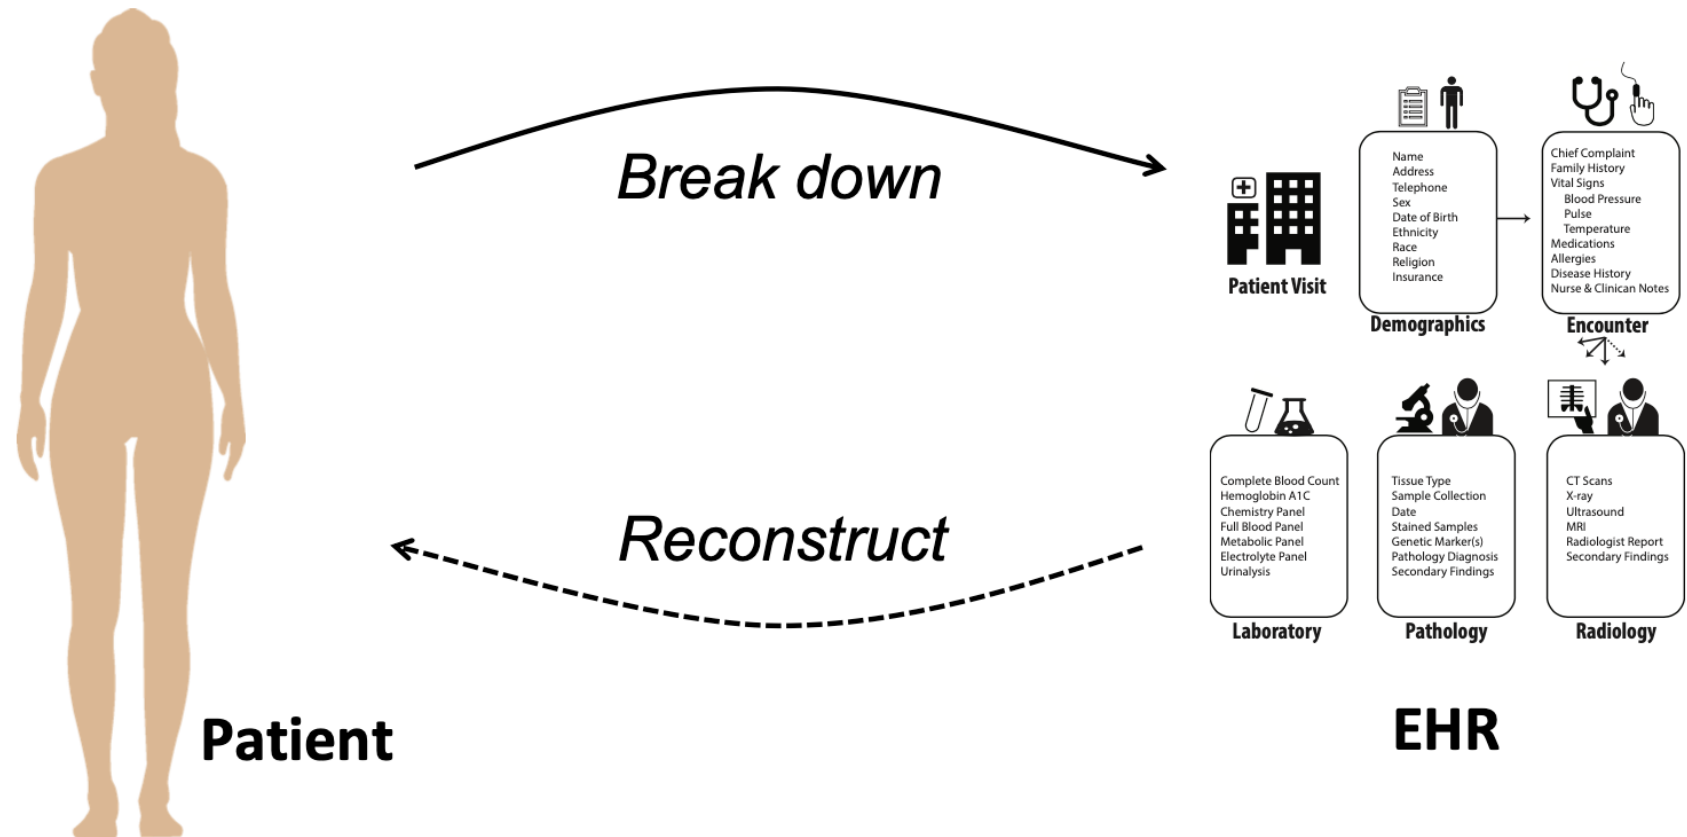 Break down
Reconstruct
Patient
Patient Visit
Name
Address
Telephone
Sex
Date of Birth
Ethnicity
Race
Religion
Insurance
Demographics
Chief Complaint
Family History
Vital Signs
Blood Pressure
Pulse
Temperature
Medications
Allergies
Disease History
Nurse & Clinican Notes
Encounter
Complete Blood Count
Hemoglobin A1C
Chemistry Panel
Full Blood Panel
Metabolic Panel
Electrolyte Panel
Urinalysis
Laboratory
Tissue Type
Sample Collection
Date
Stained Samples
Genetic Marker(s)
Pathology Diagnosis
Secondary Findings
Pathology
CT Scans
X-ray
Ultrasound
MRI
Radiologist Report
Secondary Findings
Radiology
EHR